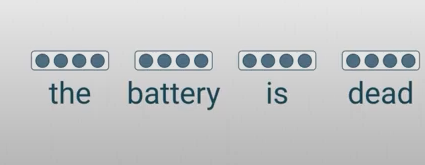 the battery is dead